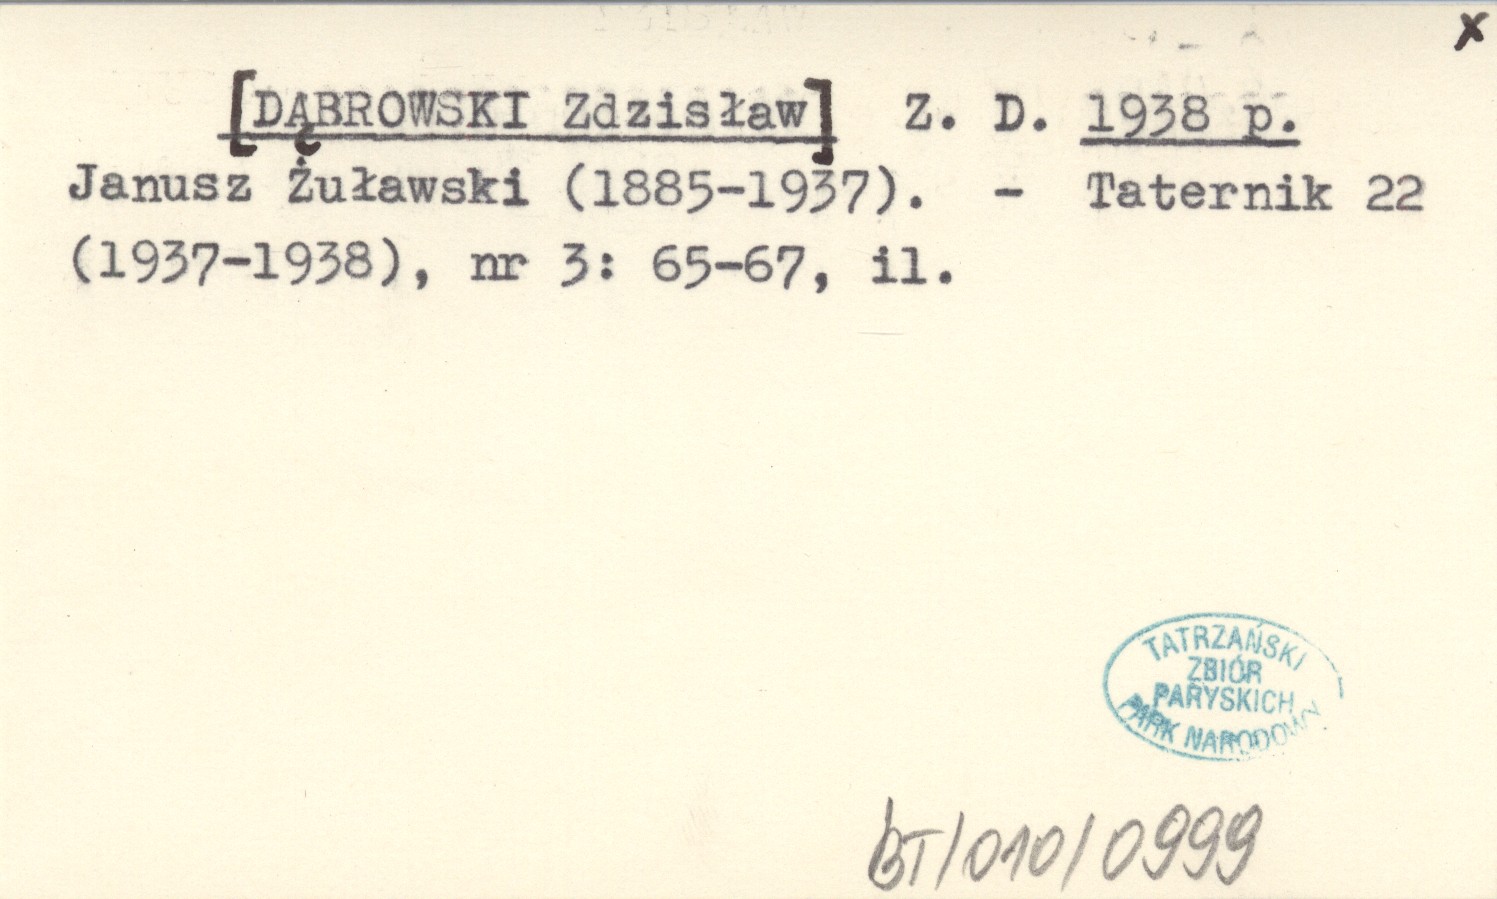 x
[DĄBROWSKI Zdzisław] Z. D. 1938 p.
Janusz Żuławski (1885-1937). - Taternik 22
(1937-1938), nr 3: 65-67, il.
TATRZAŃSKI
ZBIÓR
PARYSKICH
PARK NARODOWY
BT/010/0999